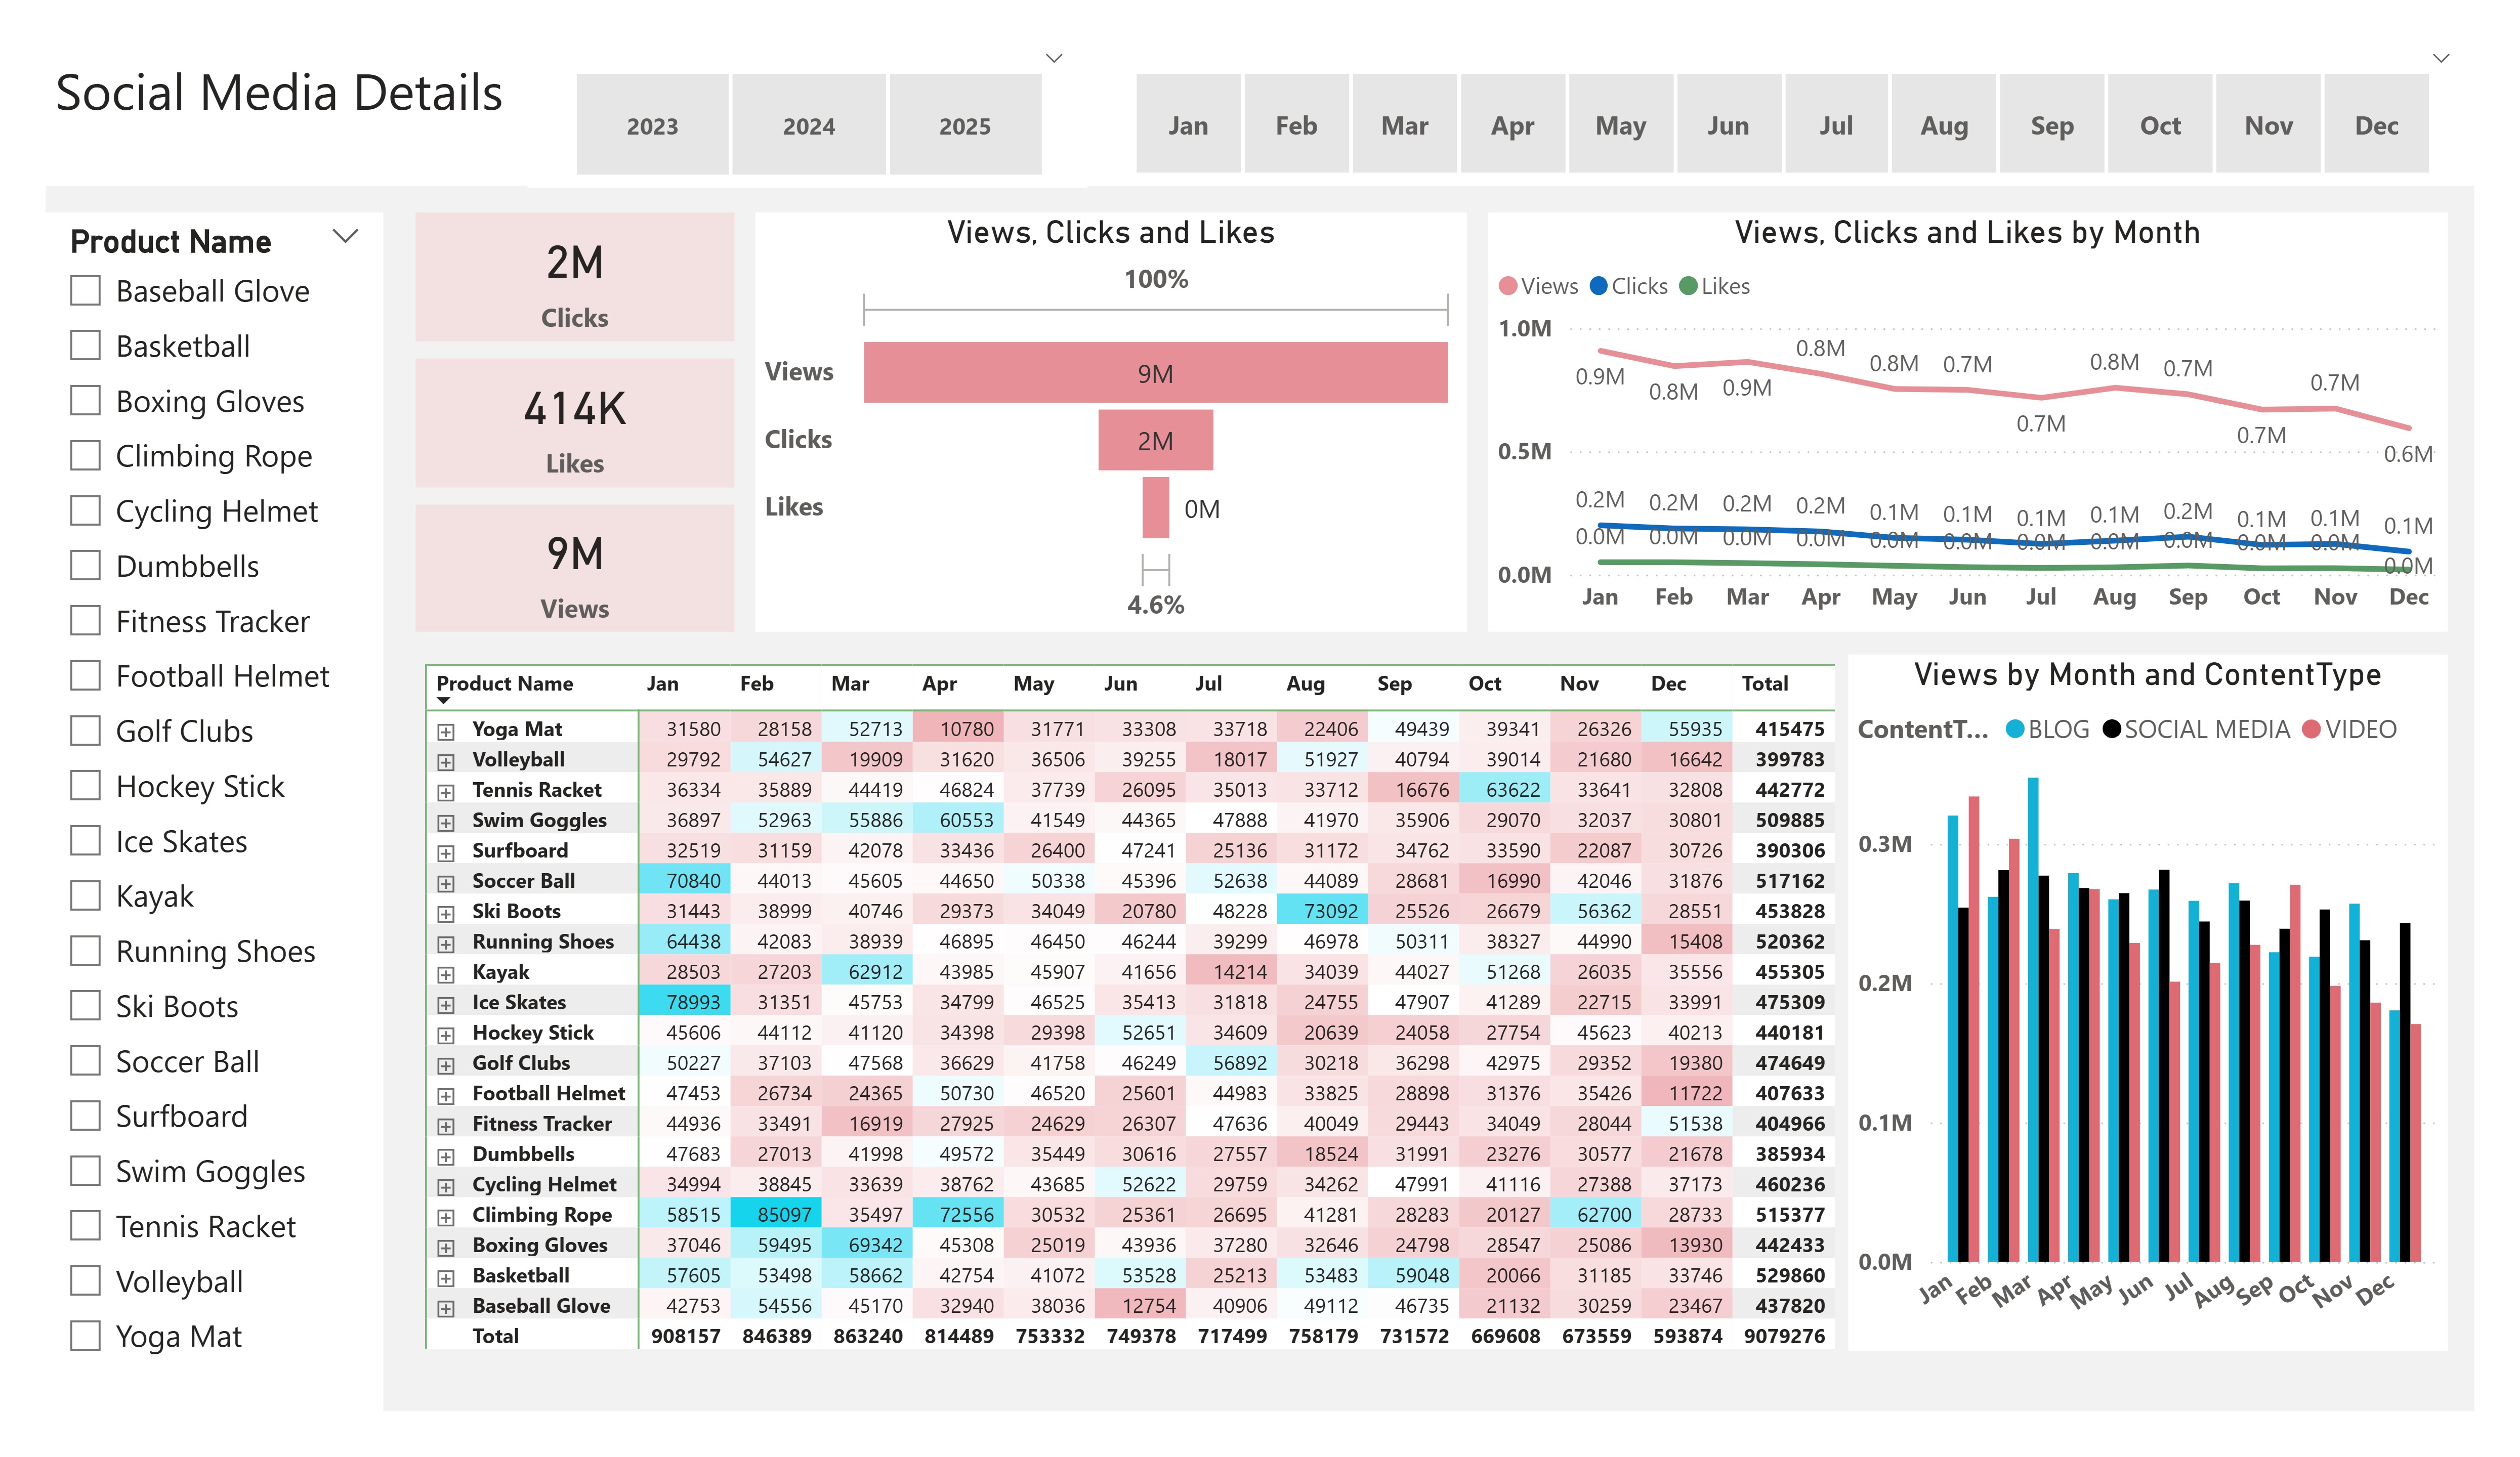 Social Media Details
2023 2024 2025
Jan Feb Mar Apr May Jun Jul Aug Sep Oct Nov Dec
Product Name
Baseball Glove
Basketball
Boxing Gloves
Climbing Rope
Cycling Helmet
Dumbbells
Fitness Tracker
Football Helmet
Golf Clubs
Hockey Stick
Ice Skates
Kayak
Running Shoes
Ski Boots
Soccer Ball
Surfboard
Swim Goggles
Tennis Racket
Volleyball
Yoga Mat
2M
Clicks
414K
Likes
9M
Views
Views, Clicks and Likes
100%
Views 9M
Clicks 2M
Likes 0M
4.6%
Views, Clicks and Likes by Month
Views Clicks Likes
1.0M
0.5M
0.0M
0.9M 0.8M 0.9M 0.8M 0.8M 0.7M 0.7M 0.8M 0.7M 0.7M 0.7M 0.6M
0.2M 0.2M 0.2M 0.2M 0.1M 0.1M 0.1M 0.1M 0.2M 0.1M 0.1M 0.1M
0.0M 0.0M 0.0M 0.0M 0.0M 0.0M 0.0M 0.0M 0.0M 0.0M 0.0M 0.0M
Jan Feb Mar Apr May Jun Jul Aug Sep Oct Nov Dec
Product Name Jan Feb Mar Apr May Jun Jul Aug Sep Oct Nov Dec Total
Yoga Mat 31580 28158 52713 10780 31771 33308 33718 22406 49439 39341 26326 55935 415475
Volleyball 29792 54627 19909 31620 36506 39255 18017 51927 40794 39014 21680 16642 399783
Tennis Racket 36334 35889 44419 46824 37739 26095 35013 33712 16676 63622 33641 32808 442772
Swim Goggles 36897 52963 55886 60553 41549 44365 47888 41970 35906 29070 32037 30801 509885
Surfboard 32519 31159 42078 33436 26400 47241 25136 31172 34762 33590 22087 30726 390306
Soccer Ball 70840 44013 45605 44650 50338 45396 52638 44089 28681 16990 42046 31876 517162
Ski Boots 31443 38999 40746 29373 34049 20780 48228 73092 25526 26679 56362 28551 453828
Running Shoes 64438 42083 38939 46895 46450 46244 39299 46978 50311 38327 44990 15408 520362
Kayak 28503 27203 62912 43985 45907 41656 14214 34039 44027 51268 26035 35556 455305
Ice Skates 78993 31351 45753 34799 46525 35413 31818 24755 47907 41289 22715 33991 475309
Hockey Stick 45606 44112 41120 34398 29398 52651 34609 20639 24058 27754 45623 40213 440181
Golf Clubs 50227 37103 47568 36629 41758 46249 56892 30218 36298 42975 29352 19380 474649
Football Helmet 47453 26734 24365 50730 46520 25601 44983 33825 28898 31376 35426 11722 407633
Fitness Tracker 44936 33491 16919 27925 24629 26307 47636 40049 29443 34049 28044 51538 404966
Dumbbells 47683 27013 41998 49572 35449 30616 27557 18524 31991 23276 30577 21678 385934
Cycling Helmet 34994 38845 33639 38762 43685 52622 29759 34262 47991 41116 27388 37173 460236
Climbing Rope 58515 85097 35497 72556 30532 25361 26695 41281 28283 20127 62700 28733 515377
Boxing Gloves 37046 59495 69342 45308 25019 43936 37280 32646 24798 28547 25086 13930 442433
Basketball 57605 53498 58662 42754 41072 53528 25213 53483 59048 20066 31185 33746 529860
Baseball Glove 42753 54556 45170 32940 38036 12754 40906 49112 46735 21132 30259 23467 437820
Total 908157 846389 863240 814489 753332 749378 717499 758179 731572 669608 673559 593874 9079276
Views by Month and ContentType
ContentT... BLOG SOCIAL MEDIA VIDEO
0.3M
0.2M
0.1M
0.0M
Jan Feb Mar Apr May Jun Jul Aug Sep Oct Nov Dec